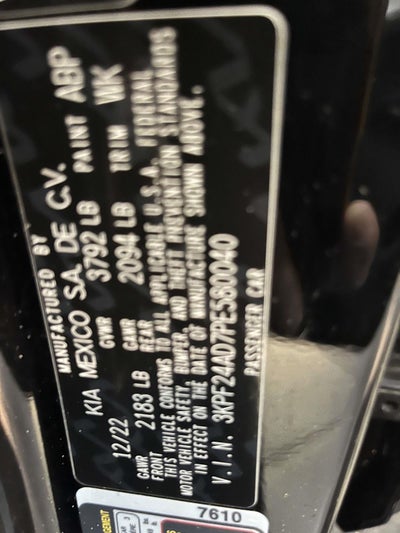 MANUFACTURED BY
KIA MEXICO S.A. DE C.V.
12/22 GVWR 3792 LB PAINT ABP
GAWR FRONT 2183 LB GAWR REAR 2094 LB TRIM WK
THIS VEHICLE CONFORMS TO ALL APPLICABLE U.S.A. FEDERAL
MOTOR VEHICLE SAFETY, BUMPER, AND THEFT PREVENTION STANDARDS
IN EFFECT ON THE DATE OF MANUFACTURE SHOWN ABOVE.
V.I.N. 3KPF24AD7PE580040
PASSENGER CAR
7610